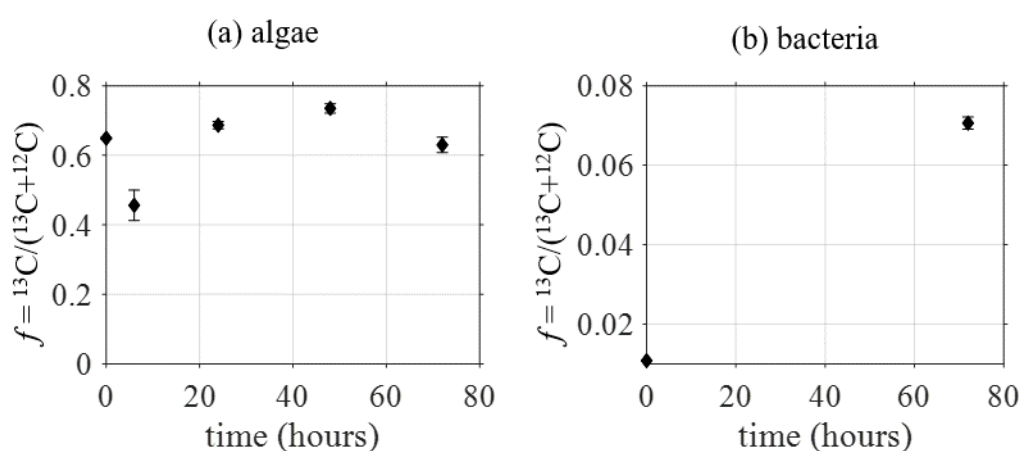 (a) algae
0.8
0.6
0.4
0.2
0
0 20 40 60 80
time (hours)
f = ¹³C/(¹³C+¹²C)
(b) bacteria
0.08
0.06
0.04
0.02
0 20 40 60 80
time (hours)
f = ¹³C/(¹³C+¹²C)